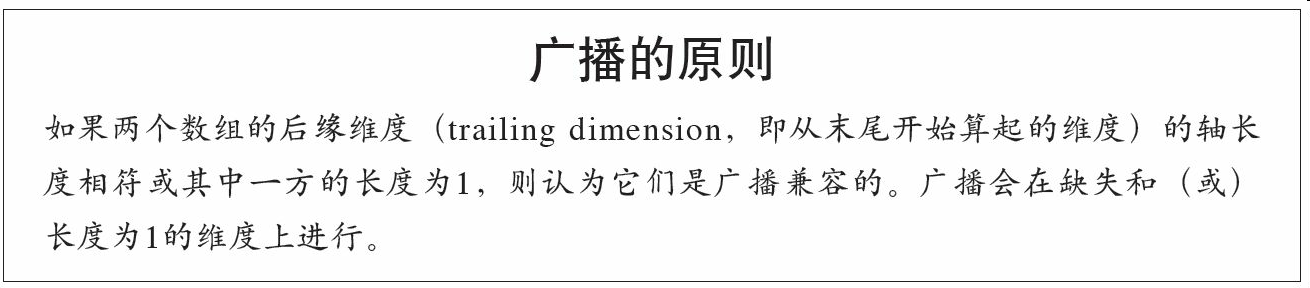 广播的原则
如果两个数组的后缘维度（trailing dimension，即从末尾开始算起的维度）的轴长
度相符或其中一方的长度为1，则认为它们是广播兼容的。广播会在缺失和（或）
长度为1的维度上进行。